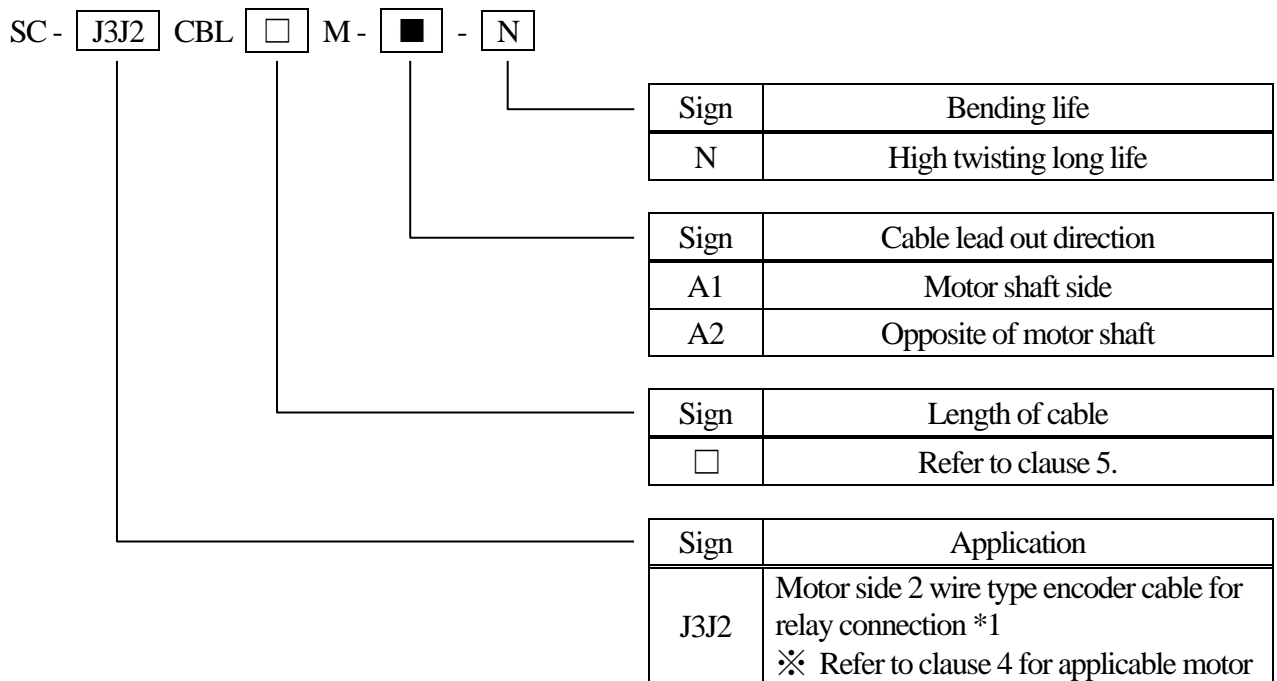 SC - J3J2 CBL □ M - ■ - N
Sign Bending life
N High twisting long life
Sign Cable lead out direction
A1 Motor shaft side
A2 Opposite of motor shaft
Sign Length of cable
□ Refer to clause 5.
Sign Application
J3J2 Motor side 2 wire type encoder cable for
relay connection *1
※ Refer to clause 4 for applicable motor